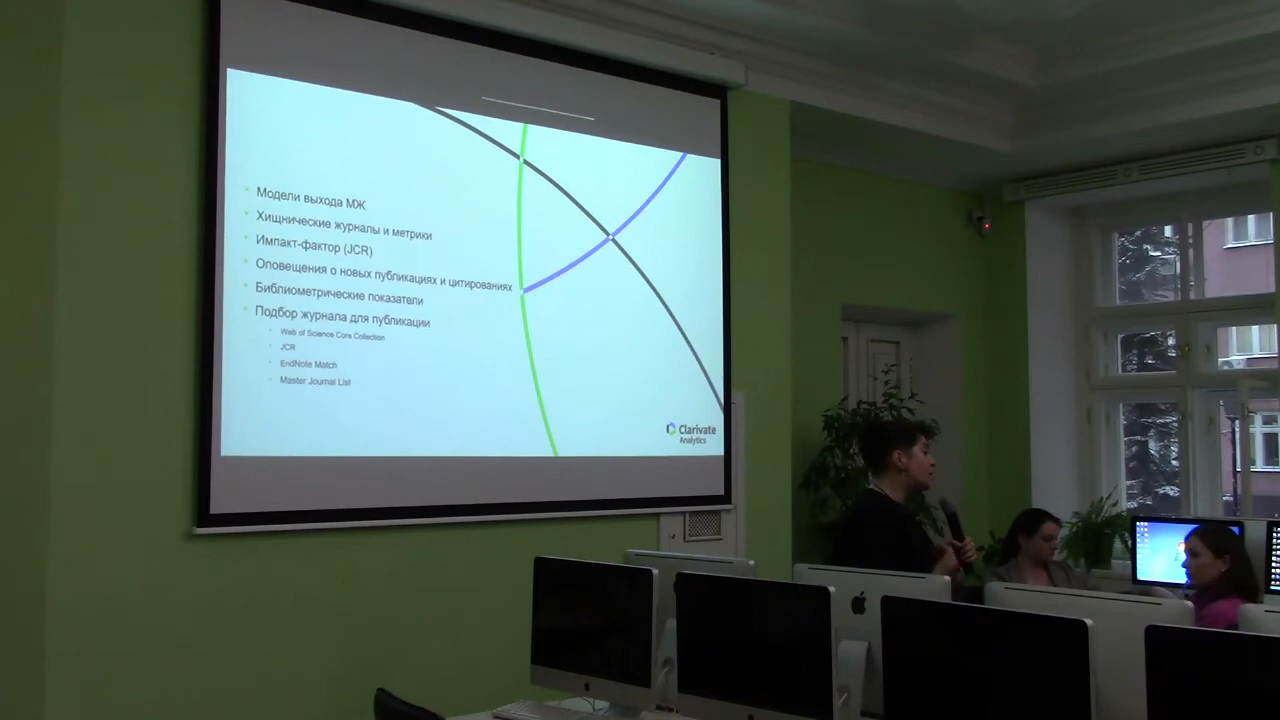 Модели выхода МЖ
Хищнические журналы и метрики
Импакт-фактор (JCR)
Оповещения о новых публикациях и цитированиях
Библиометрические показатели
Подбор журнала для публикации
Web of Science Core Collection
JCR
EndNote Match
Master Journal List
Clarivate
Analytics